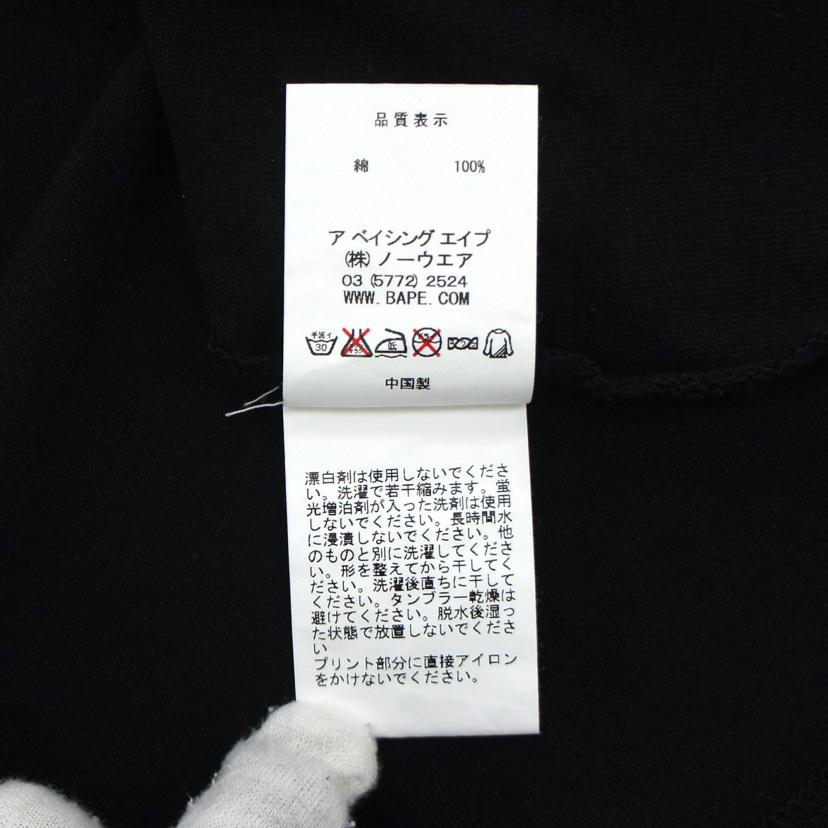 品質表示
綿 100%
ア ベイシング エイプ
(株) ノーウエア
03 (5772) 2524
WWW.BAPE.COM
手洗イ
30
低
中国製
漂白剤は使用しないでくださ
い。洗濯で若干縮みます。蛍
光増泊剤が入った洗剤は使用
しないでください。長時間水
に浸漬しないでください。他
のものと別に洗濯してくださ
い。形を整えてから干してく
ださい。洗濯後直ちに干して
ください。タンブラー乾燥は
避けてください。脱水後湿っ
た状態で放置しないでくださ
い
プリント部分に直接アイロン
をかけないでください。